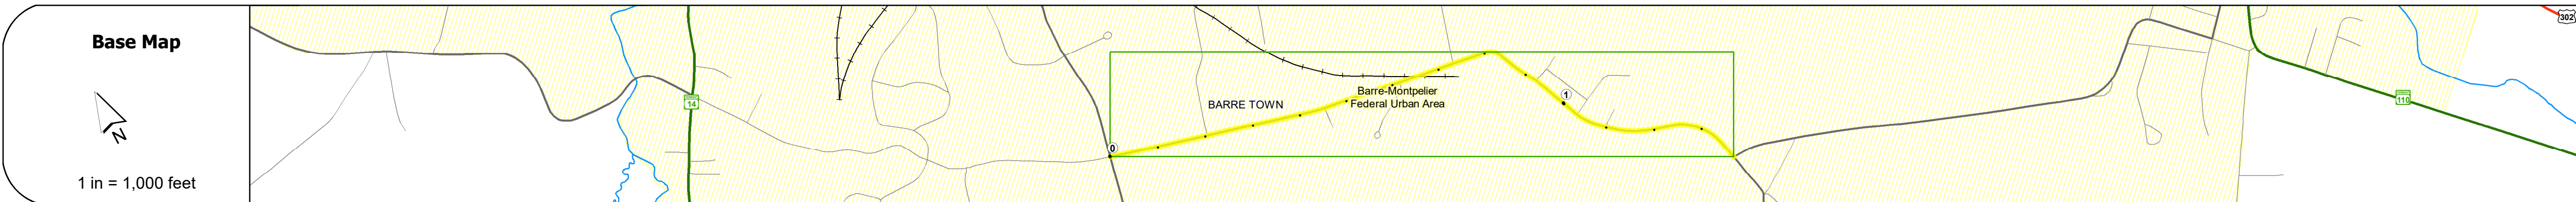 Base Map
N
1 in = 1,000 feet
14
0
BARRE TOWN
Barre-Montpelier
Federal Urban Area
1
110
302